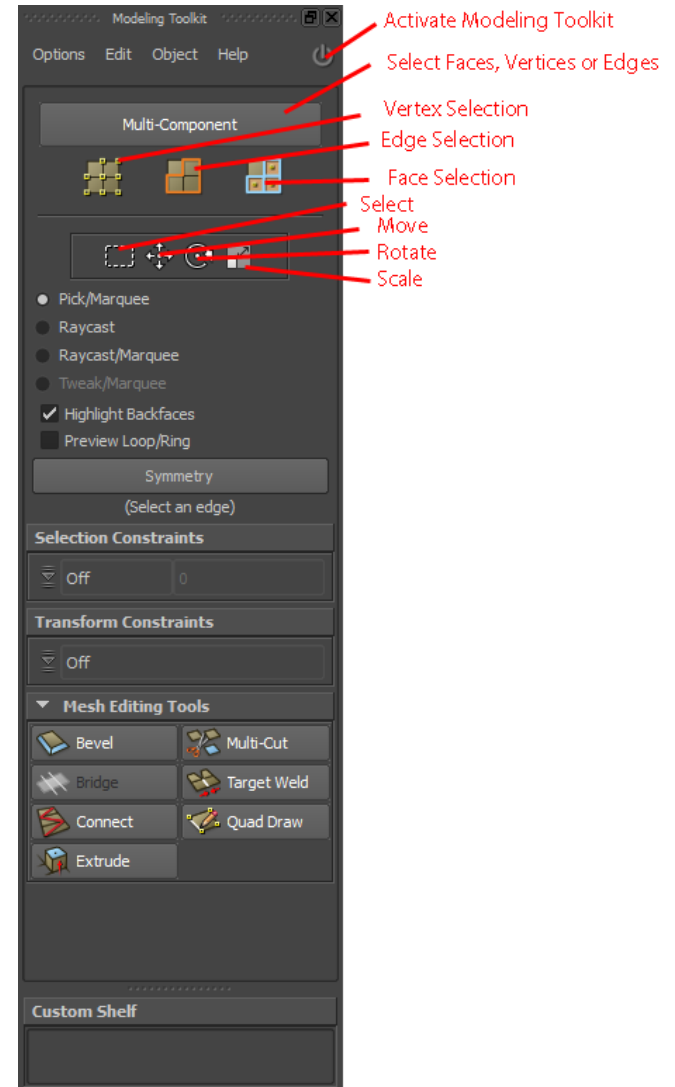 Modeling Toolkit
Activate Modeling Toolkit
Options Edit Object Help
Select Faces, Vertices or Edges
Multi-Component
Vertex Selection
Edge Selection
Face Selection
Select
Move
Rotate
Scale
Pick/Marquee
Raycast
Raycast/Marquee
Tweak/Marquee
Highlight Backfaces
Preview Loop/Ring
Symmetry
(Select an edge)
Selection Constraints
Off 0
Transform Constraints
Off
Mesh Editing Tools
Bevel Multi-Cut
Bridge Target Weld
Connect Quad Draw
Extrude
Custom Shelf